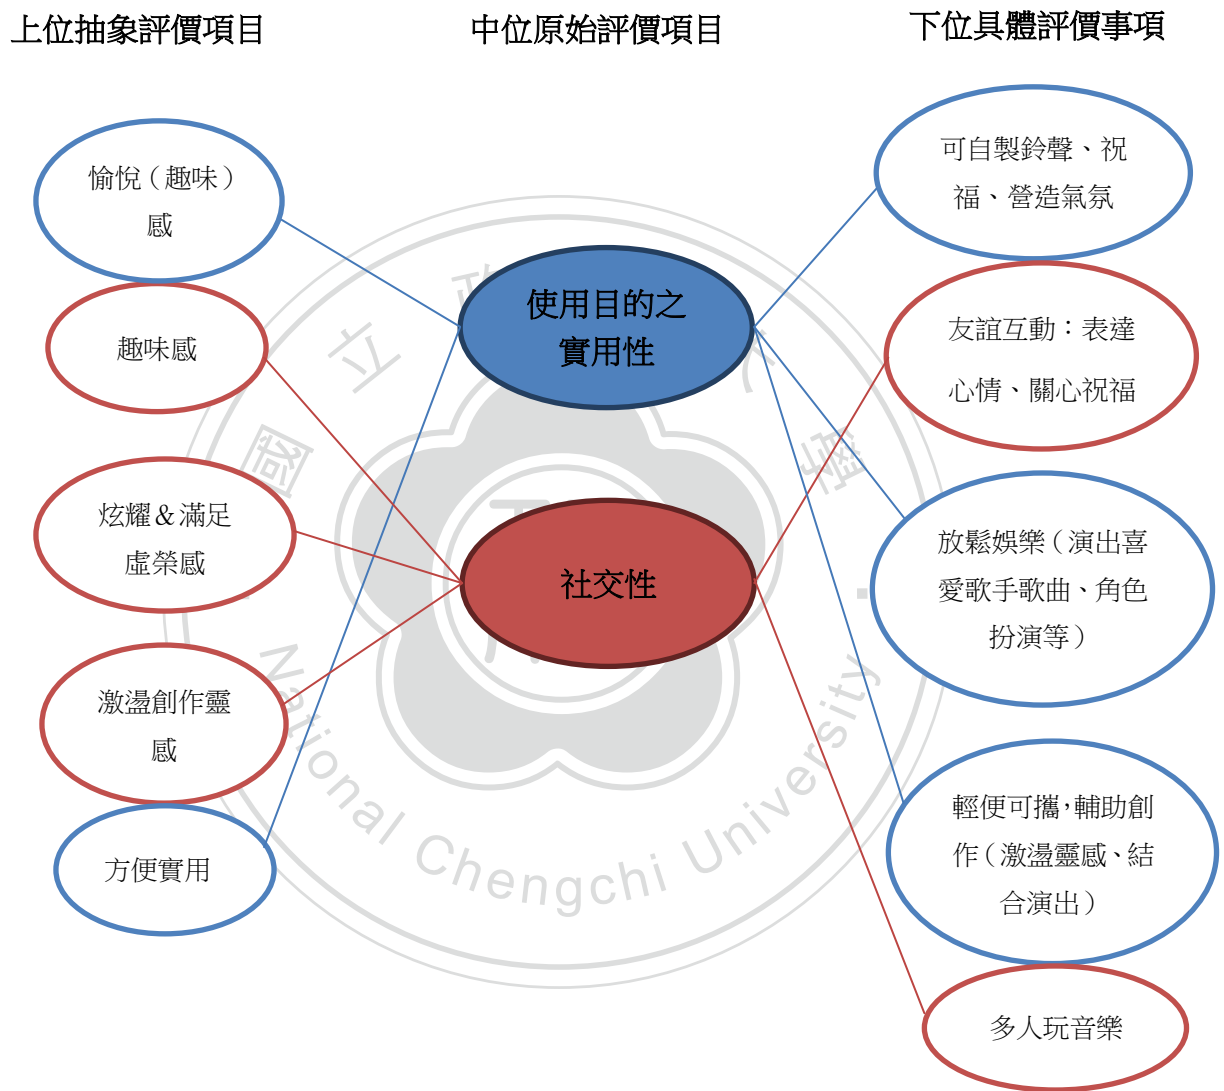 上位抽象評價項目
中位原始評價項目
下位具體評價事項
愉悅（趣味）
感
趣味感
炫耀＆滿足
虛榮感
激盪創作靈
感
方便實用
使用目的之
實用性
社交性
可自製鈴聲、祝
福、營造氣氛
友誼互動：表達
心情、關心祝福
放鬆娛樂（演出喜
愛歌手歌曲、角色
扮演等）
輕便可攜，輔助創
作（激盪靈感、結
合演出）
多人玩音樂
國立政 學
National Chengchi University